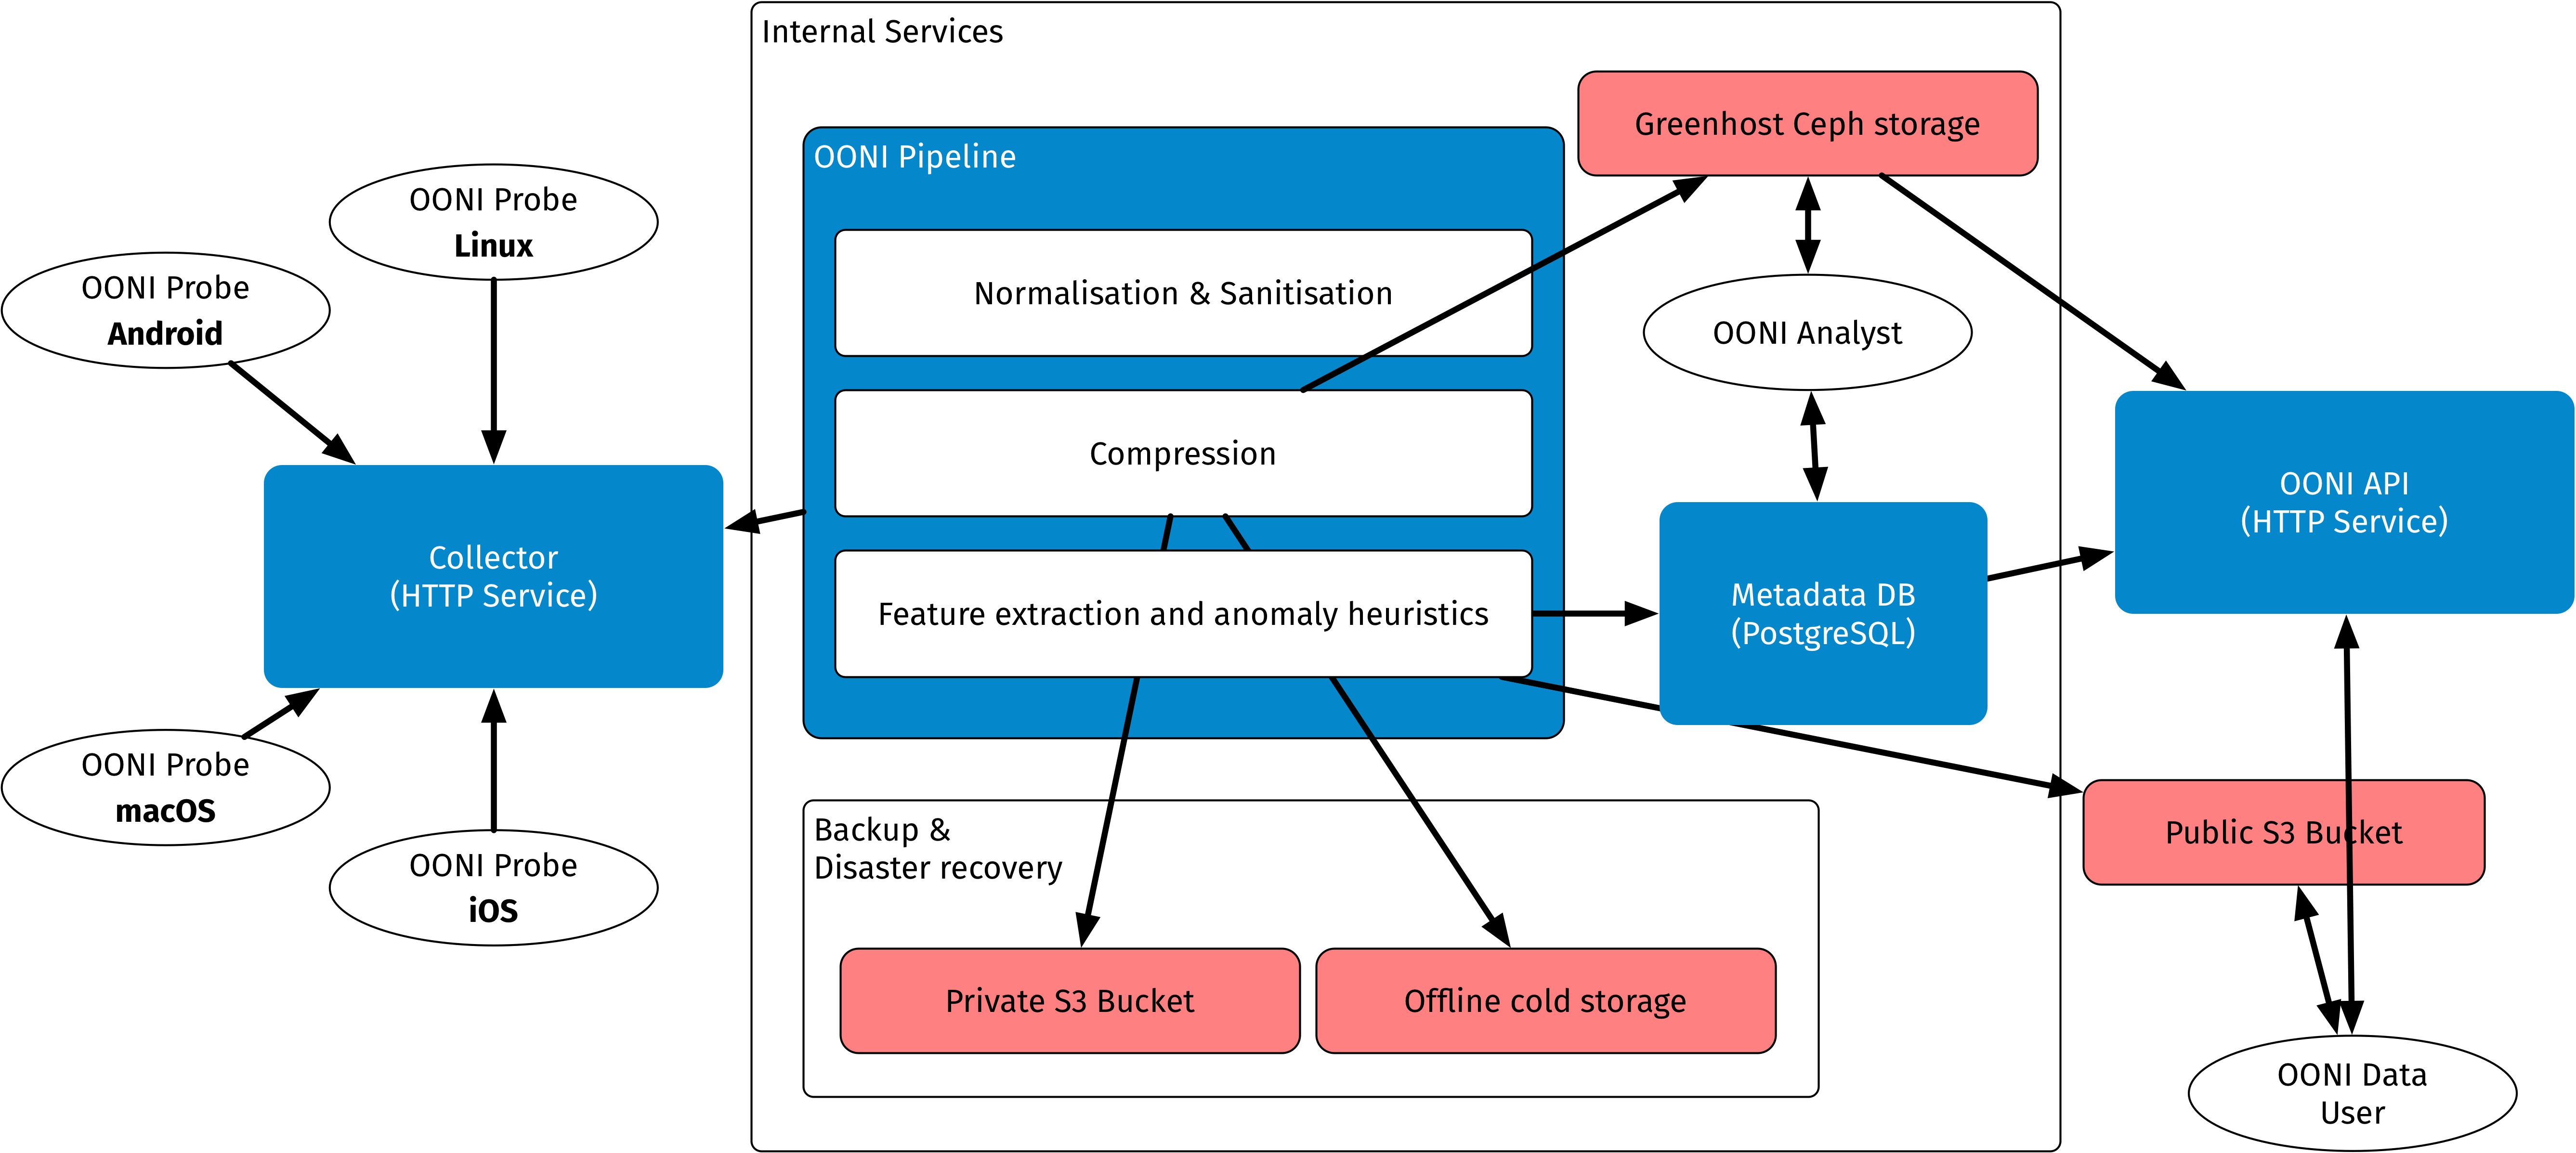 Internal Services
Greenhost Ceph storage
OONI Pipeline
OONI Probe
Linux
OONI Probe
Android
Normalisation & Sanitisation
OONI Analyst
Compression
Collector
(HTTP Service)
OONI API
(HTTP Service)
Feature extraction and anomaly heuristics
Metadata DB
(PostgreSQL)
OONI Probe
macOS
OONI Probe
iOS
Backup &
Disaster recovery
Public S3 Bucket
Private S3 Bucket
Offline cold storage
OONI Data
User